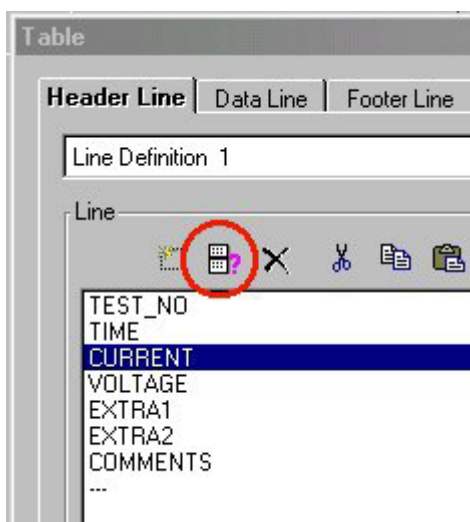 Table
Header Line Data Line Footer Line
Line Definition 1
Line
?
TEST_NO
TIME
CURRENT
VOLTAGE
EXTRA1
EXTRA2
COMMENTS
---